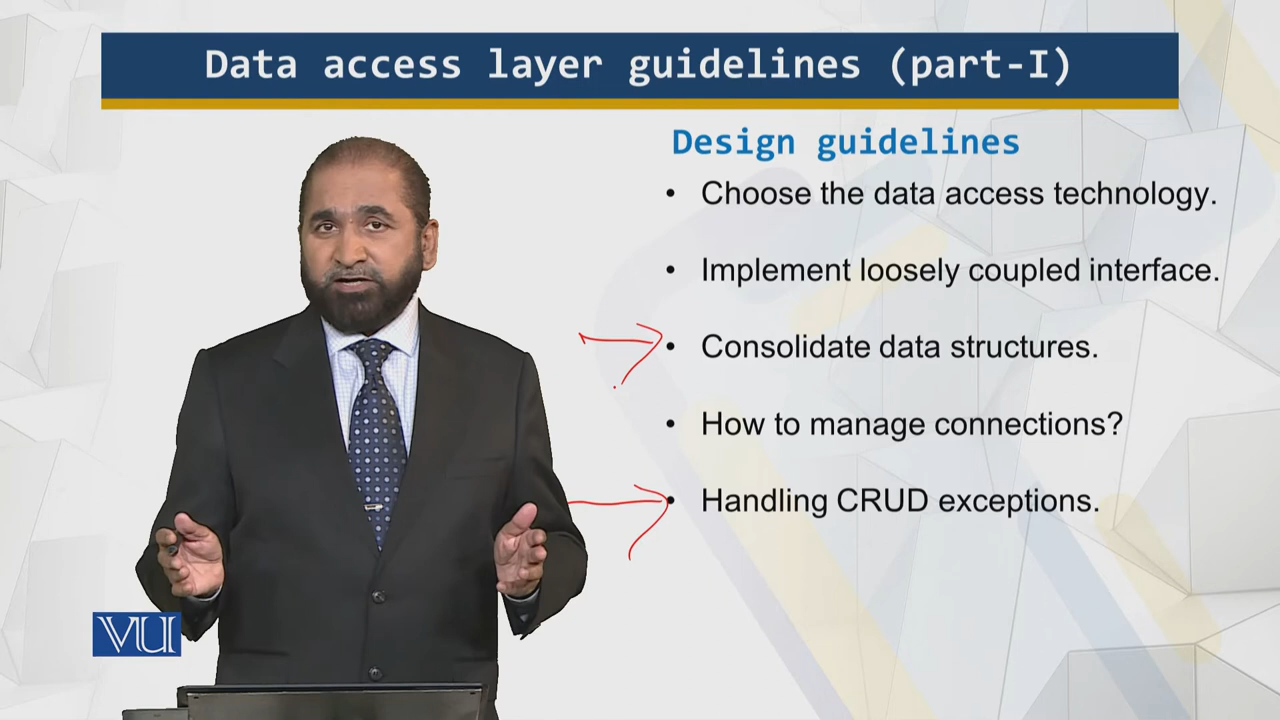 Data access layer guidelines (part-I)
Design guidelines
• Choose the data access technology.
• Implement loosely coupled interface.
• Consolidate data structures.
• How to manage connections?
• Handling CRUD exceptions.
VU